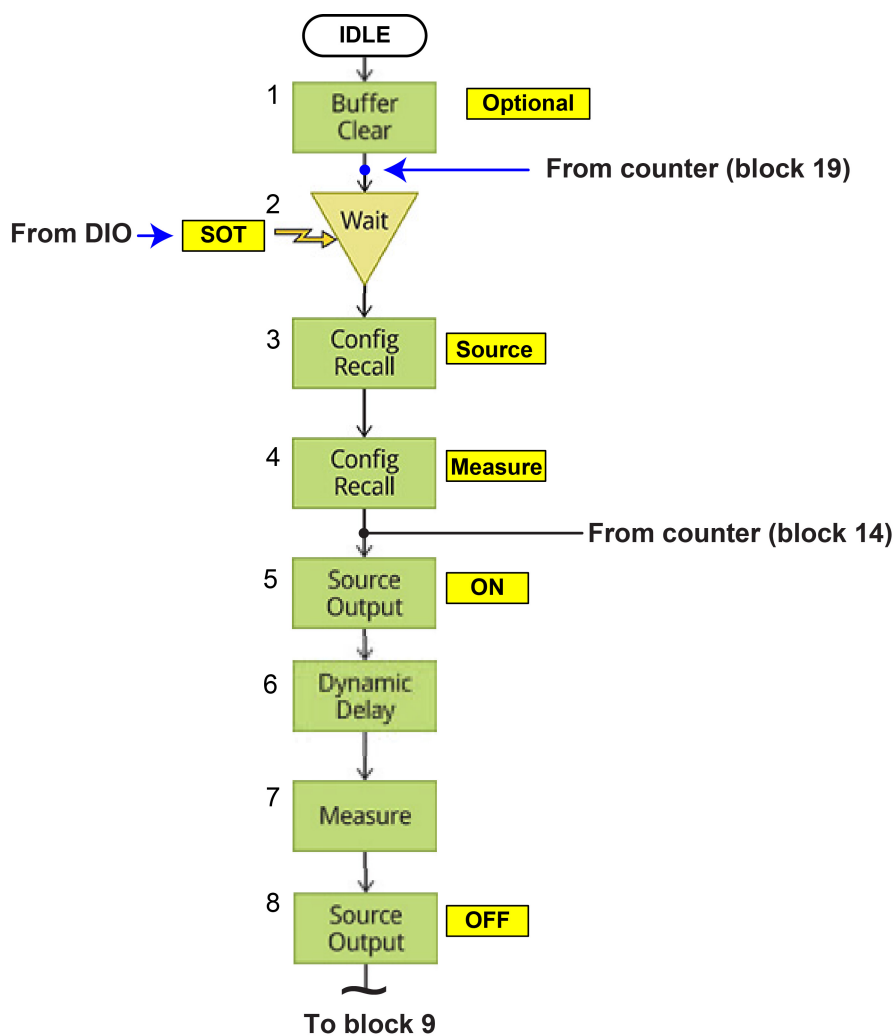 IDLE
1
Buffer
Clear
Optional
From counter (block 19)
2
Wait
From DIO
SOT
3
Config
Recall
Source
4
Config
Recall
Measure
From counter (block 14)
5
Source
Output
ON
6
Dynamic
Delay
7
Measure
8
Source
Output
OFF
To block 9